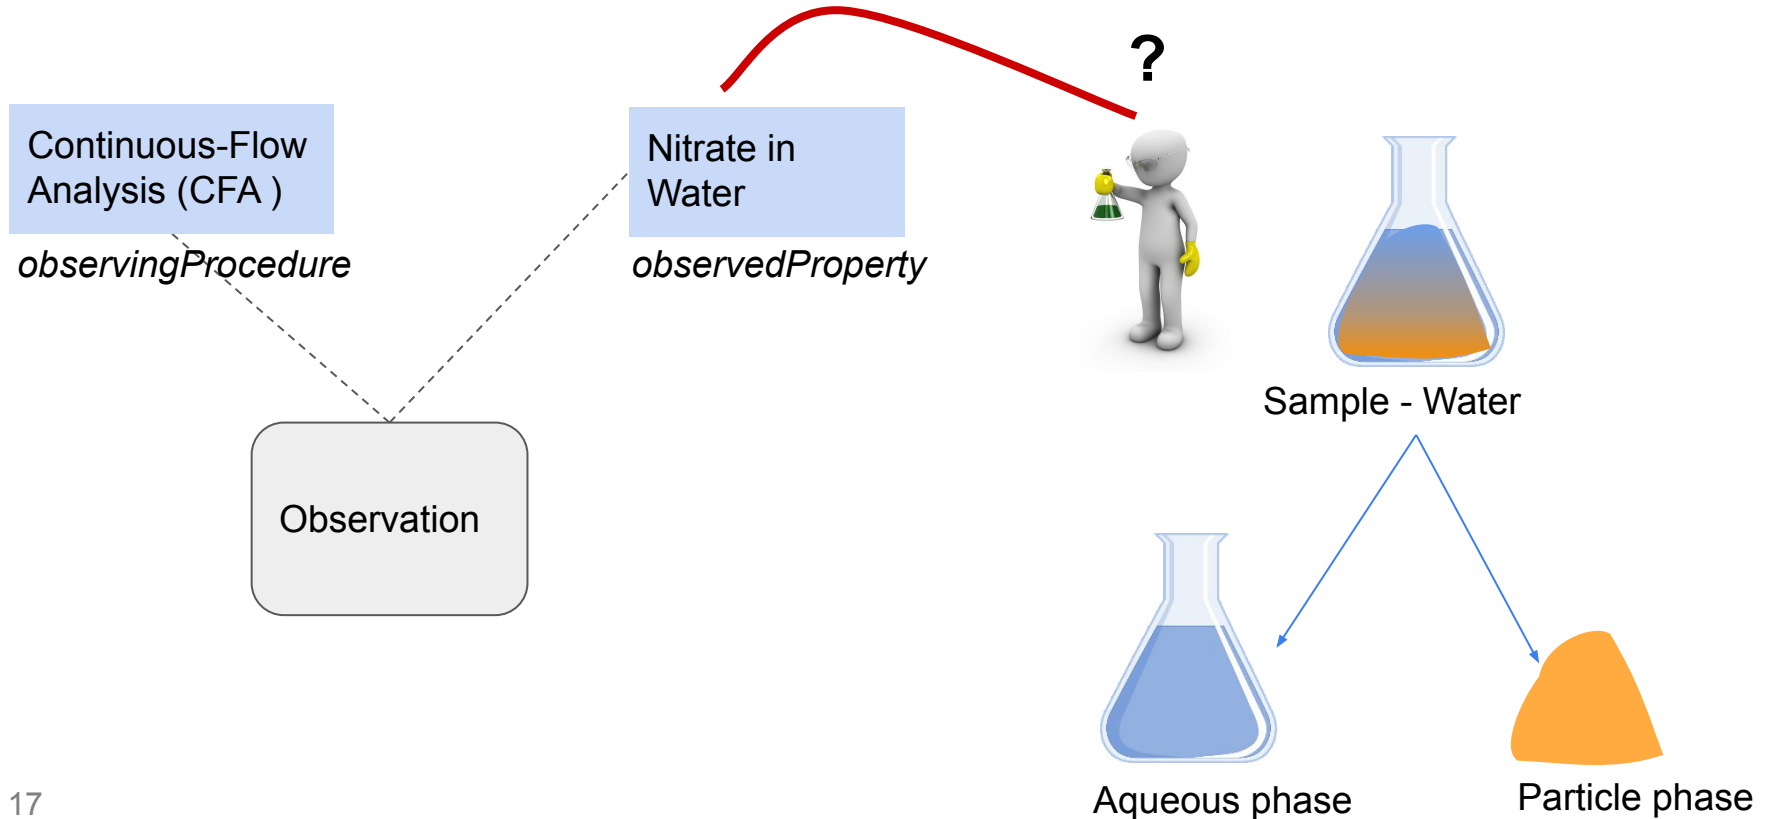 ?
Continuous-Flow
Analysis (CFA )
observingProcedure
Nitrate in
Water
observedProperty
Sample - Water
Observation
Aqueous phase
Particle phase
17